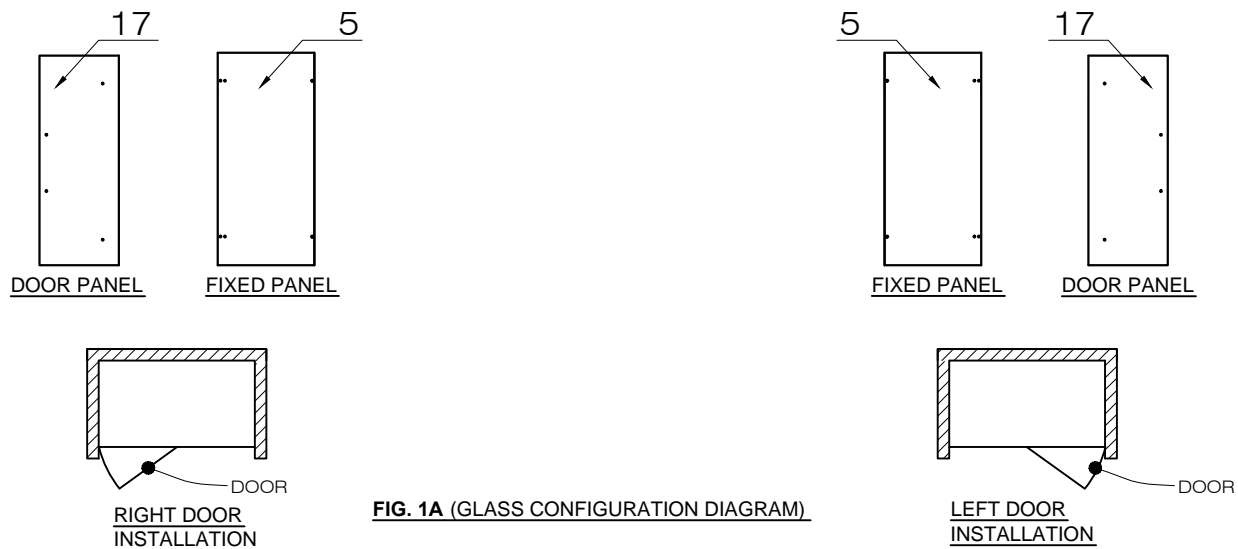 17
5
DOOR PANEL
FIXED PANEL
5
17
FIXED PANEL
DOOR PANEL
DOOR
RIGHT DOOR
INSTALLATION
FIG. 1A (GLASS CONFIGURATION DIAGRAM)
DOOR
LEFT DOOR
INSTALLATION